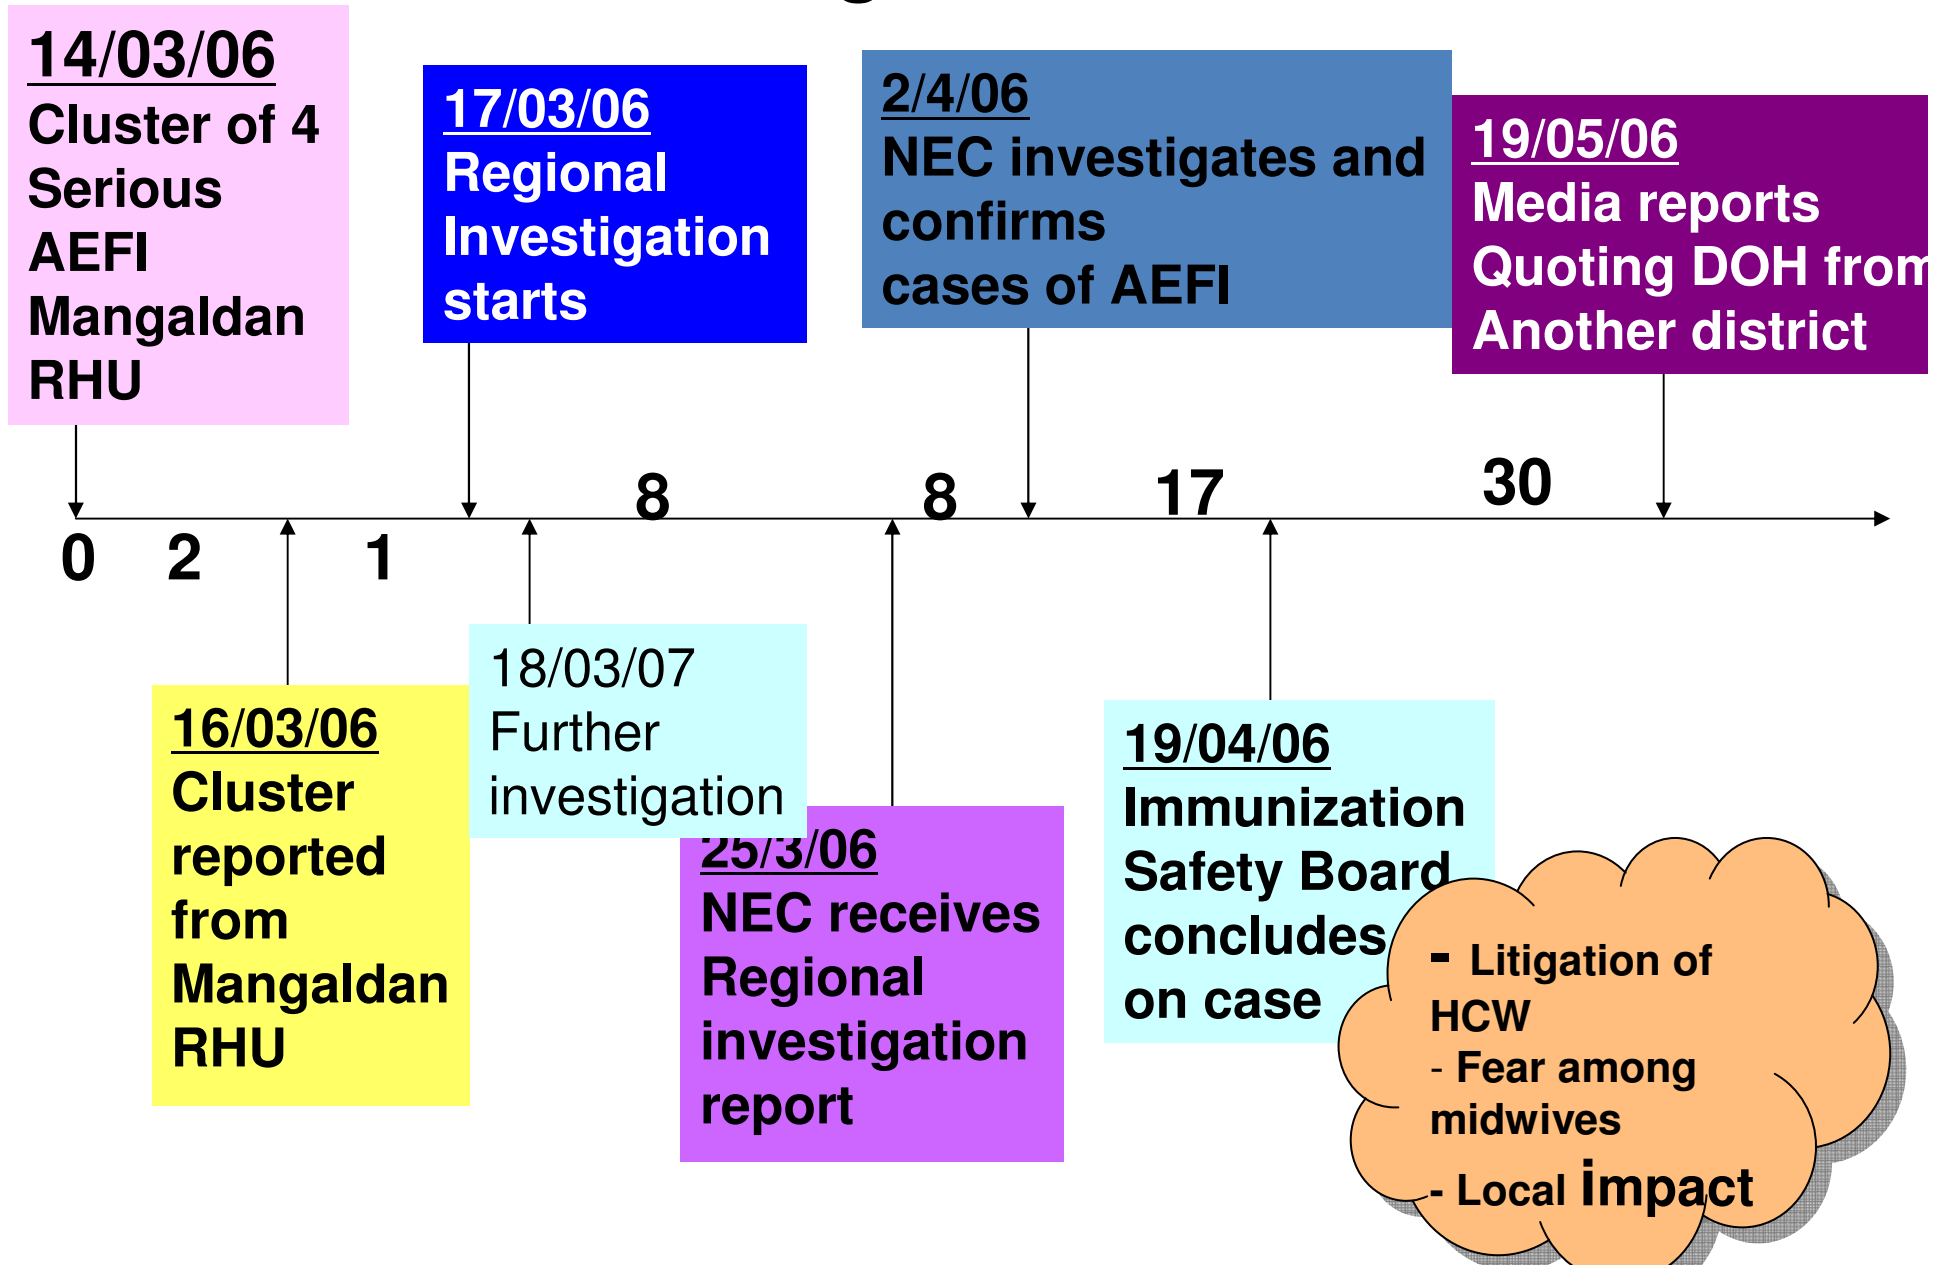 14/03/06
Cluster of 4
Serious
AEFI
Mangaldan
RHU
17/03/06
Regional
Investigation
starts
2/4/06
NEC investigates and
confirms
cases of AEFI
19/05/06
Media reports
Quoting DOH from
Another district
8
8
17
30
0
2
1
16/03/06
Cluster
reported
from
Mangaldan
RHU
18/03/07
Further
investigation
25/3/06
NEC receives
Regional
investigation
report
19/04/06
Immunization
Safety Board
concludes
on case
- Litigation of
HCW
- Fear among
midwives
- Local impact